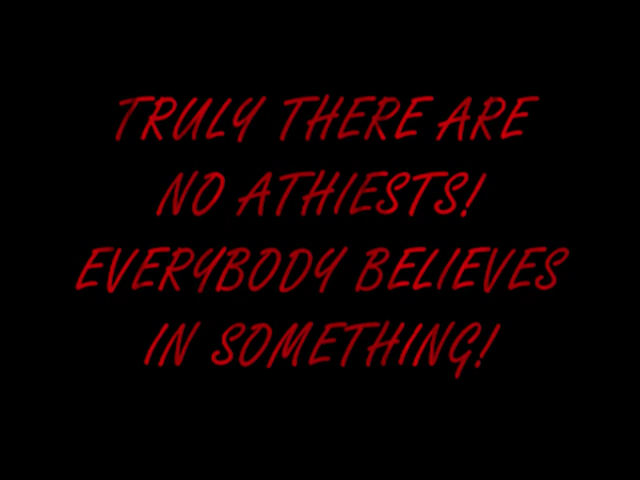 TRULY THERE ARE
NO ATHIESTS!
EVERYBODY BELIEVES
IN SOMETHING!